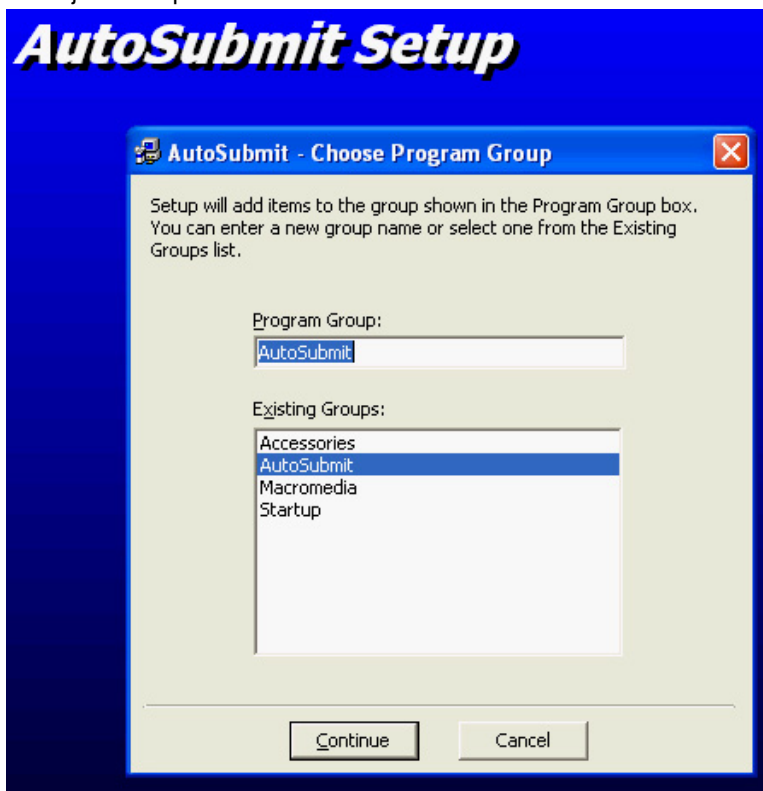 AutoSubmit Setup
AutoSubmit - Choose Program Group
Setup will add items to the group shown in the Program Group box.
You can enter a new group name or select one from the Existing
Groups list.
Program Group:
AutoSubmit
Existing Groups:
Accessories
AutoSubmit
Macromedia
Startup
Continue
Cancel